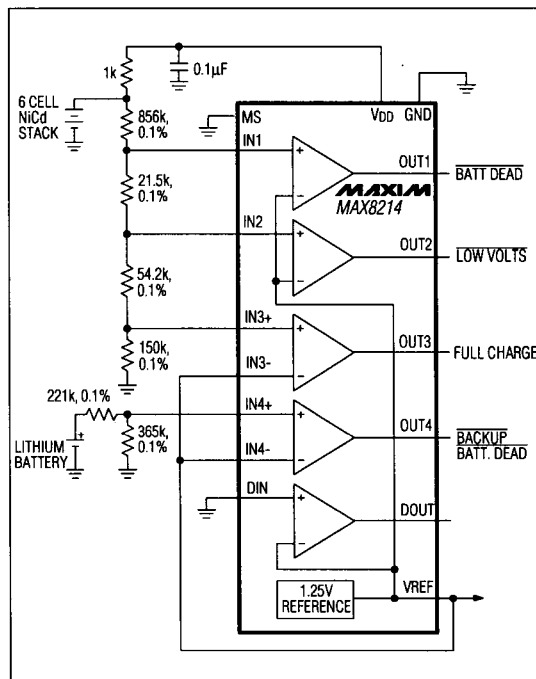 1k
0.1µF
6 CELL
NiCd
STACK
856k,
0.1%
MS
VDD
GND
IN1
OUT1
BATT DEAD
21.5k,
0.1%
MAXIM
MAX8214
IN2
OUT2
LOW VOLTS
54.2k,
0.1%
IN3+
OUT3
FULL CHARGE
150k,
0.1%
IN3-
221k, 0.1%
IN4+
OUT4
365k,
0.1%
LITHIUM
BATTERY
IN4-
BACKUP
BATT. DEAD
DIN
DOUT
1.25V
REFERENCE
VREF